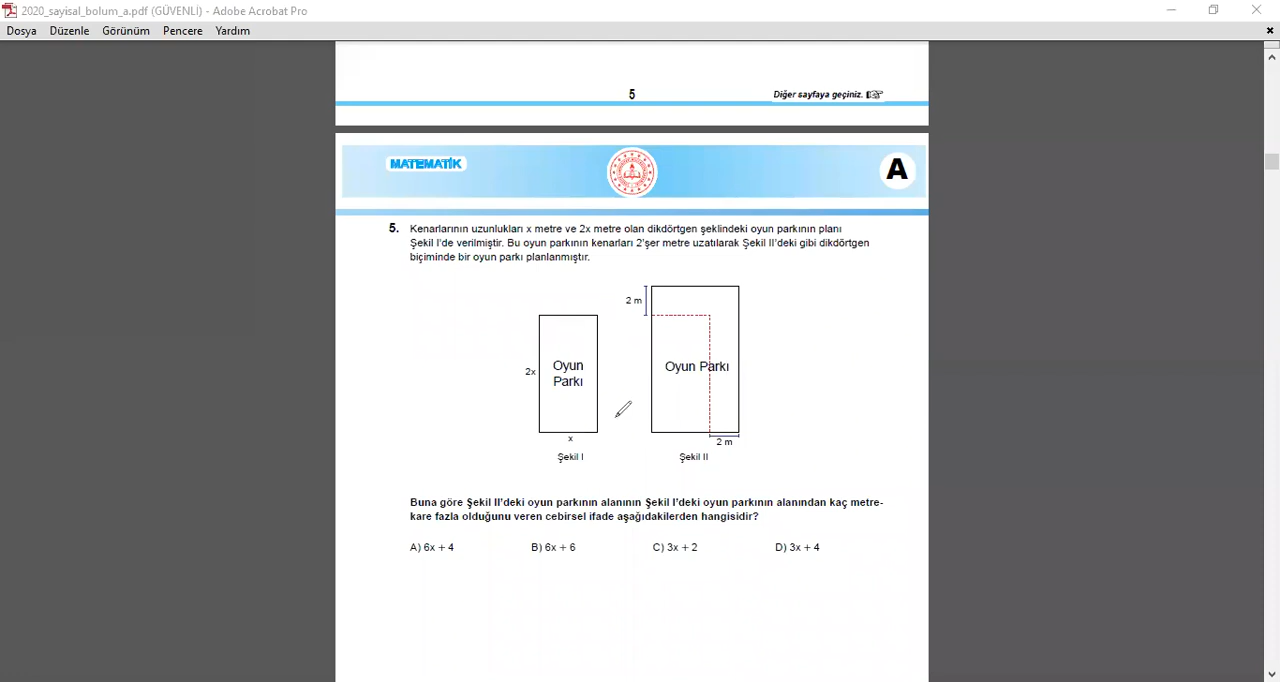 2020_sayisal_bolum_a.pdf (GÜVENLİ) - Adobe Acrobat Pro
Dosya Düzenle Görünüm Pencere Yardım
5
Diğer sayfaya geçiniz.
MATEMATİK
A
5. Kenarlarının uzunlukları x metre ve 2x metre olan dikdörtgen şeklindeki oyun parkının planı
Şekil I'de verilmiştir. Bu oyun parkının kenarları 2'şer metre uzatılarak Şekil II'deki gibi dikdörtgen
biçiminde bir oyun parkı planlanmıştır.
2x
Oyun
Parkı
x
Şekil I
2 m
Oyun Parkı
2 m
Şekil II
Buna göre Şekil II'deki oyun parkının alanının Şekil I'deki oyun parkının alanından kaç metre-
kare fazla olduğunu veren cebirsel ifade aşağıdakilerden hangisidir?
A) 6x + 4 B) 6x + 6 C) 3x + 2 D) 3x + 4